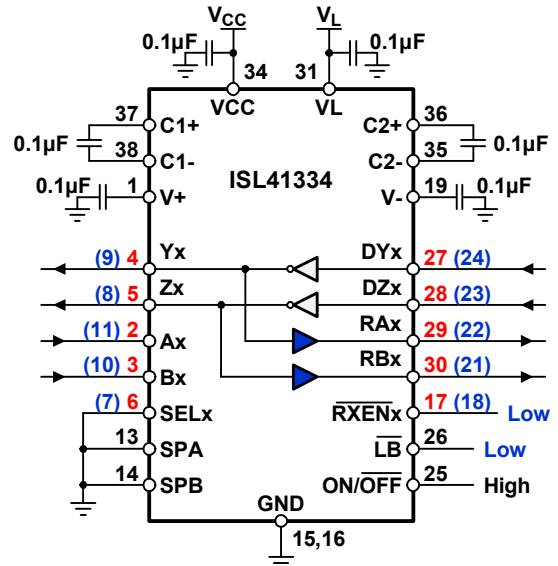 VCC VL
0.1µF 0.1µF
34 31
VCC VL
37 C1+ C2+ 36
0.1µF 0.1µF
38 C1- C2- 35
ISL41334
0.1µF 0.1µF
1 V+ V- 19
(9) 4 Yx DYx 27 (24)
(8) 5 Zx DZx 28 (23)
(11) 2 Ax RAx 29 (22)
(10) 3 Bx RBx 30 (21)
(7) 6 SELx RXENx 17 (18) Low
13 SPA LB 26 Low
14 SPB ON/OFF 25 High
GND
15,16